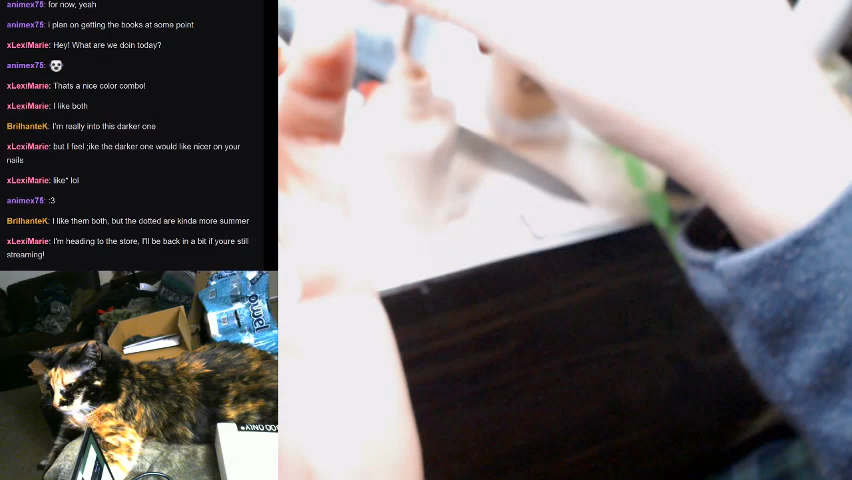 animex75: for now, yeah
animex75: i plan on getting the books at some point
xLexiMarie: Hey! What are we doin today?
animex75:
xLexiMarie: Thats a nice color combo!
xLexiMarie: I like both
BrilhanteK: I'm really into this darker one
xLexiMarie: but I feel ;ike the darker one would like nicer on your
nails
xLexiMarie: like* lol
animex75: :3
BrilhanteK: I like them both, but the dotted are kinda more summer
xLexiMarie: I'm heading to the store, I'll be back in a bit if youre still
streaming!